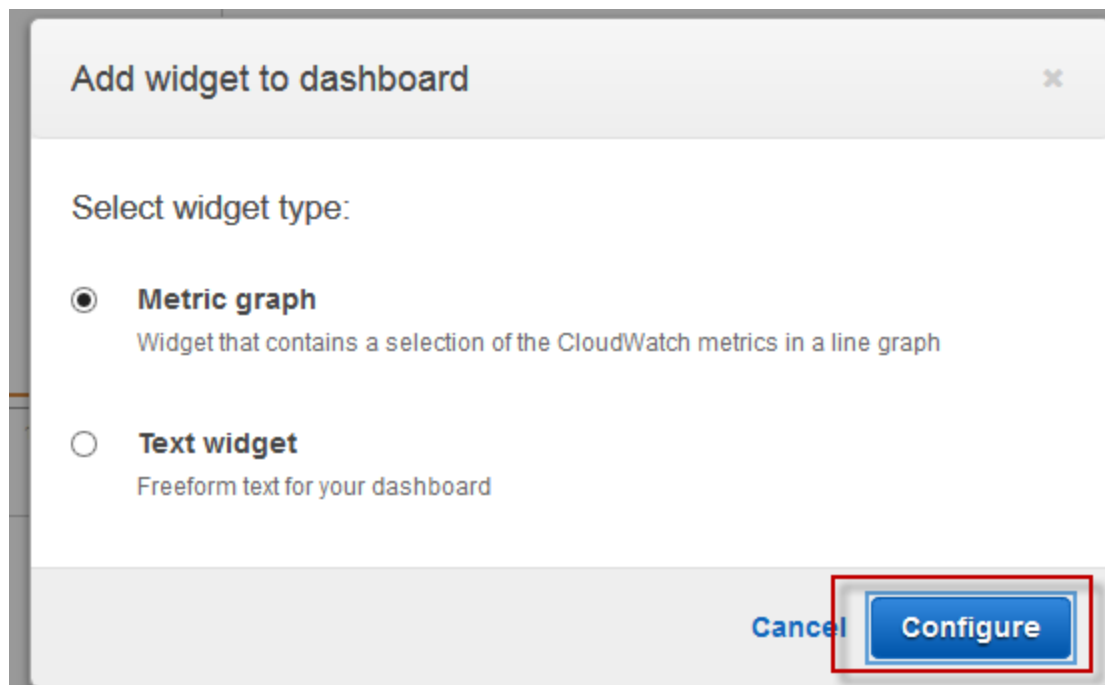 Add widget to dashboard
Select widget type:
Metric graph
Widget that contains a selection of the CloudWatch metrics in a line graph
Text widget
Freeform text for your dashboard
Cancel Configure